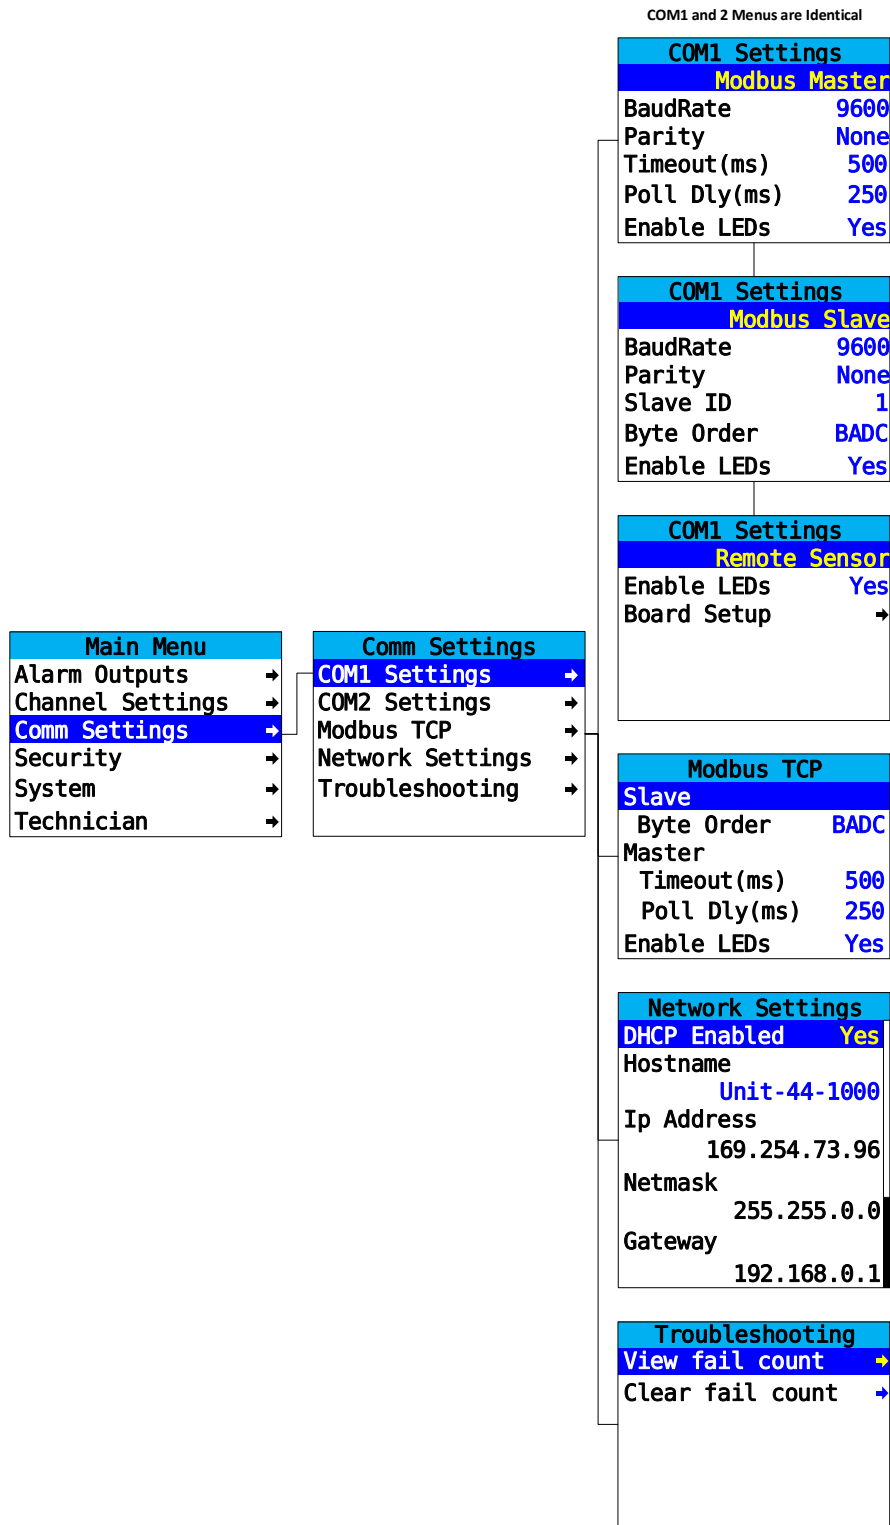 COM1 and 2 Menus are Identical
COM1 Settings
Modbus Master
BaudRate 9600
Parity None
Timeout(ms) 500
Poll Dly(ms) 250
Enable LEDs Yes
COM1 Settings
Modbus Slave
BaudRate 9600
Parity None
Slave ID 1
Byte Order BADC
Enable LEDs Yes
COM1 Settings
Remote Sensor
Enable LEDs Yes
Board Setup →
Main Menu
Alarm Outputs →
Channel Settings →
Comm Settings →
Security →
System →
Technician →
Comm Settings
COM1 Settings →
COM2 Settings →
Modbus TCP →
Network Settings →
Troubleshooting →
Modbus TCP
Slave
Byte Order BADC
Master
Timeout(ms) 500
Poll Dly(ms) 250
Enable LEDs Yes
Network Settings
DHCP Enabled Yes
Hostname
Unit-44-1000
Ip Address
169.254.73.96
Netmask
255.255.0.0
Gateway
192.168.0.1
Troubleshooting
View fail count →
Clear fail count →